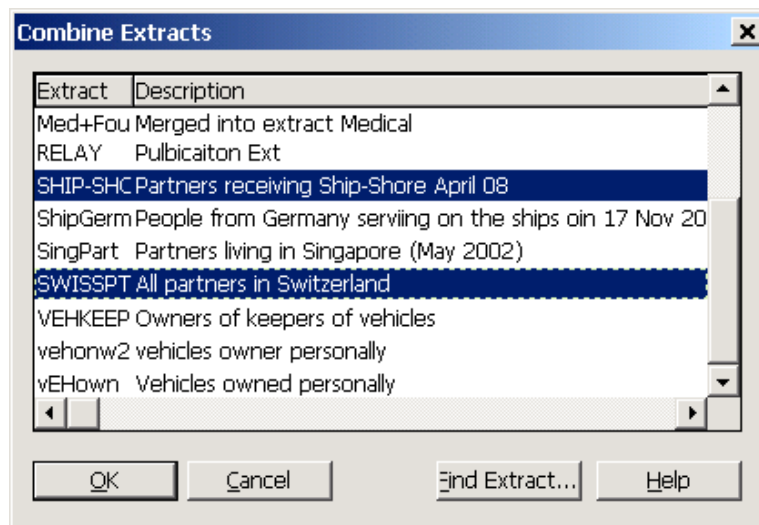 Combine Extracts
Extract Description
Med+Fou Merged into extract Medical
RELAY Pulbicaiton Ext
SHIP-SHO Partners receiving Ship-Shore April 08
ShipGerm People from Germany serviing on the ships oin 17 Nov 20
SingPart Partners living in Singapore (May 2002)
SWISSPT All partners in Switzerland
VEHKEEP Owners of keepers of vehicles
vehonw2 vehicles owner personally
vEHown Vehicles owned personally
OK Cancel Find Extract... Help